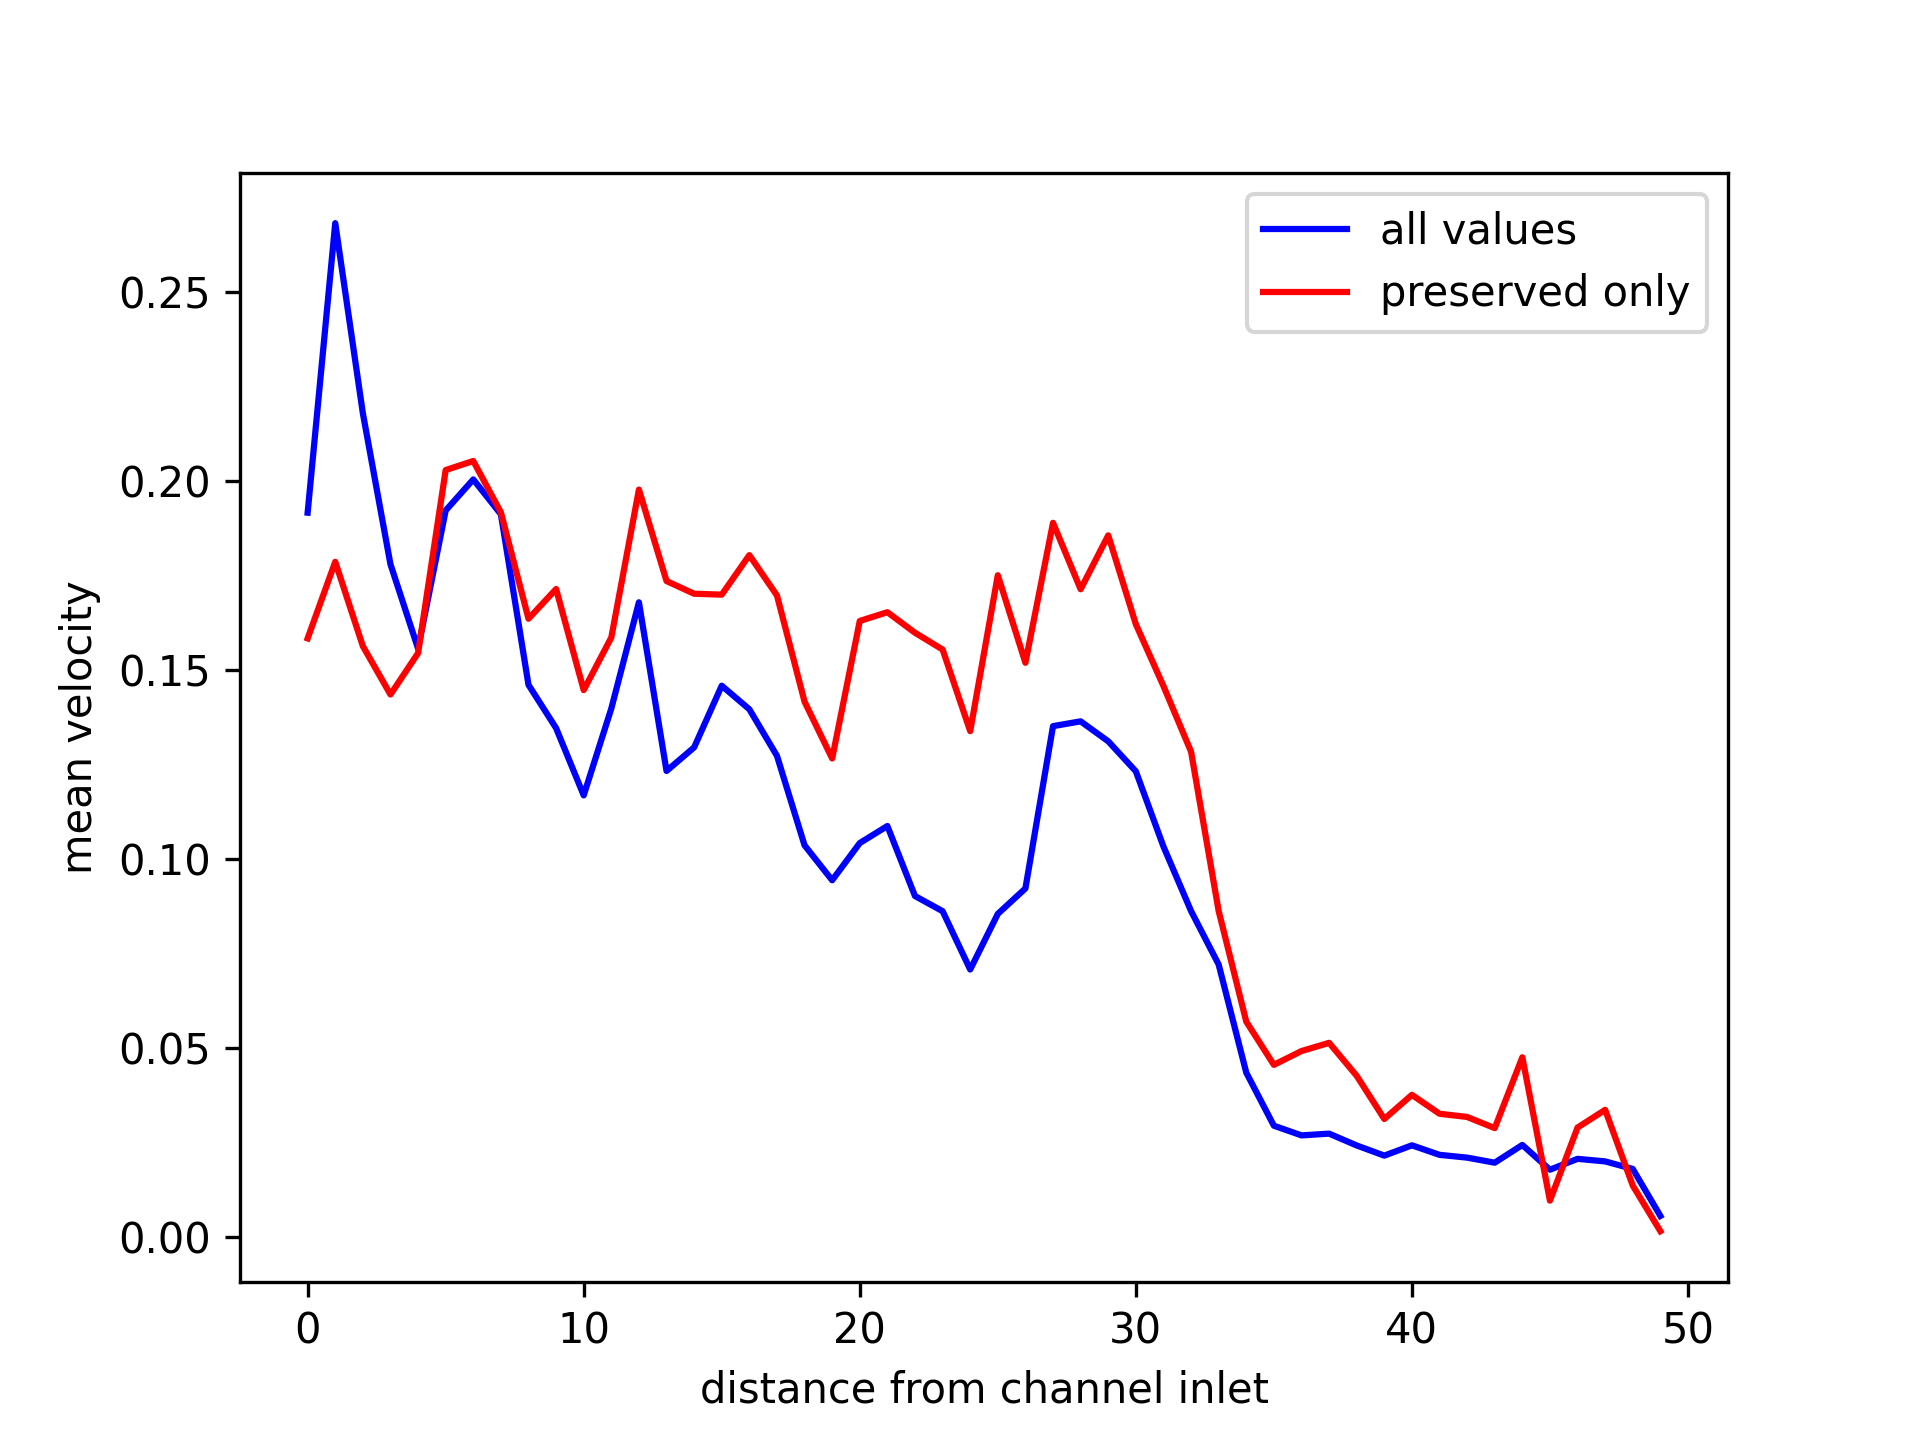 all values
preserved only
0.25
0.20
0.15
0.10
0.05
0.00
mean velocity
0 10 20 30 40 50
distance from channel inlet